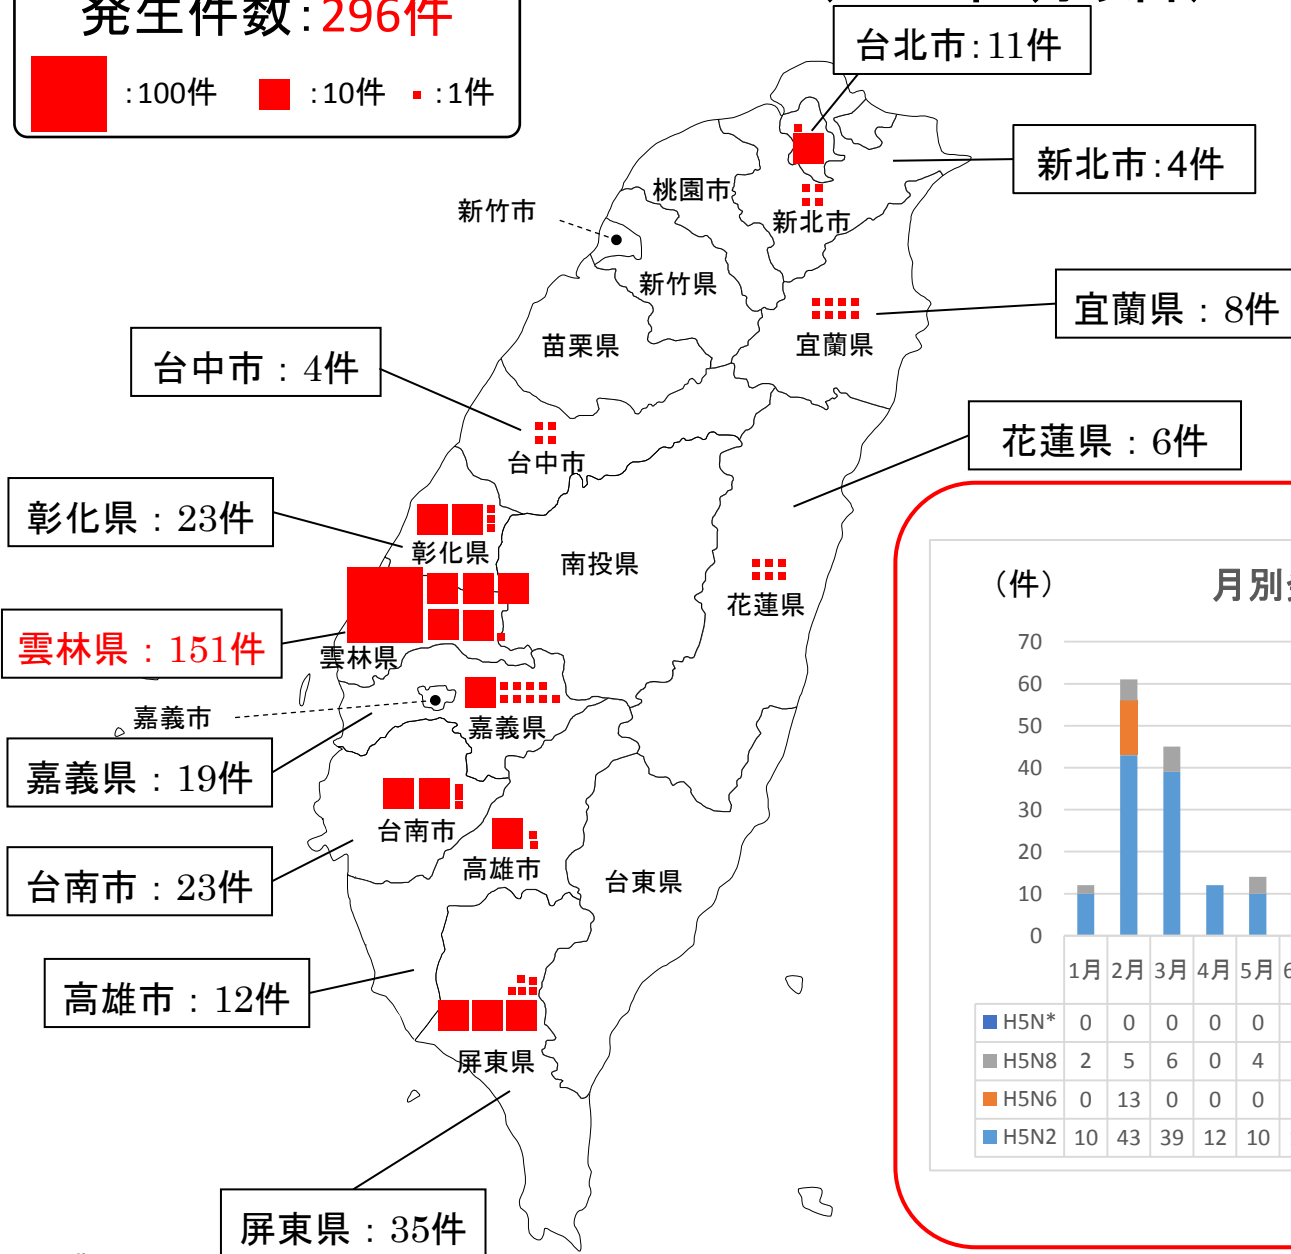 発生件数:296件
:100件 :10件 :1件
台北市:11件
新北市:4件
桃園市
新竹市
新北市
新竹県
宜蘭県：8件
苗栗県
宜蘭県
台中市：4件
花蓮県：6件
台中市
彰化県：23件
彰化県
南投県
花蓮県
雲林県：151件
雲林県
嘉義市
嘉義県
嘉義県：19件
台南市
高雄市
台東県
台南市：23件
高雄市：12件
屏東県
屏東県：35件
（件）
月別
70
60
50
40
30
20
10
0
1月 2月 3月 4月 5月 6
H5N* 0 0 0 0 0
H5N8 2 5 6 0 4
H5N6 0 13 0 0 0
H5N2 10 43 39 12 10